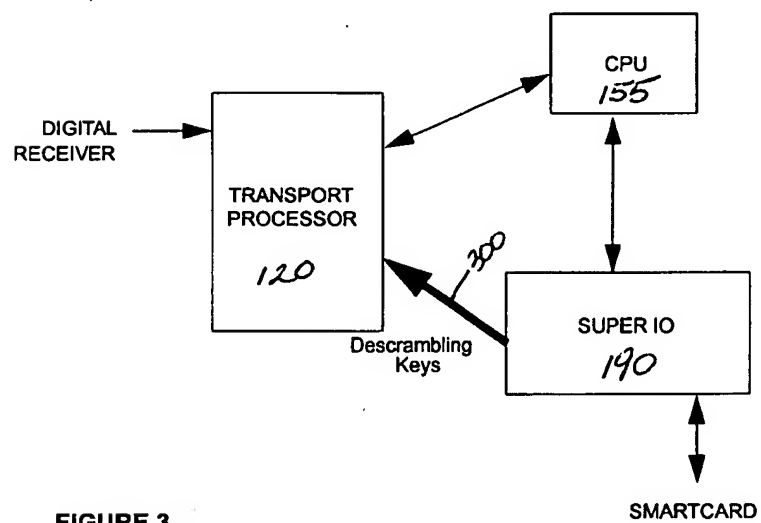 CPU
155
DIGITAL
RECEIVER
TRANSPORT
PROCESSOR
120
300
Descrambling
Keys
SUPER IO
190
SMARTCARD
FIGURE 3